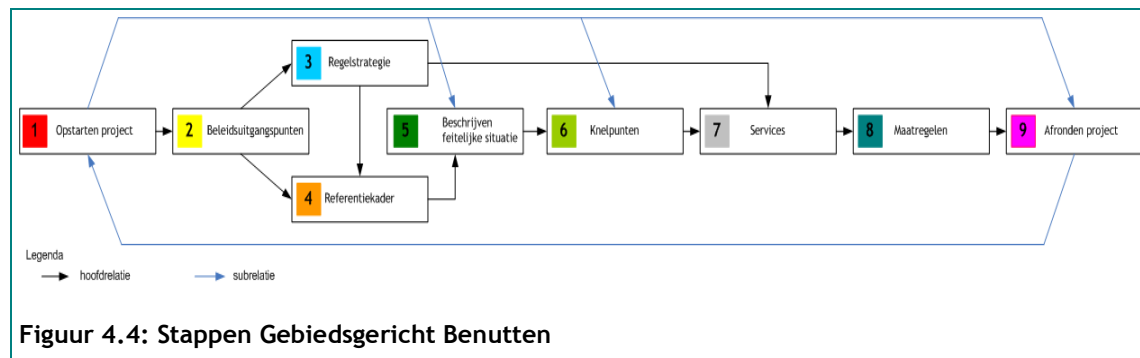 1 Opstarten project
2 Beleidsuitgangspunten
3 Regelstrategie
4 Referentiekader
5 Beschrijven
feitelijke situatie
6 Knelpunten
7 Services
8 Maatregelen
9 Afronden project
Legenda
hoofdrelatie
subrelatie
Figuur 4.4: Stappen Gebiedsgericht Benutten